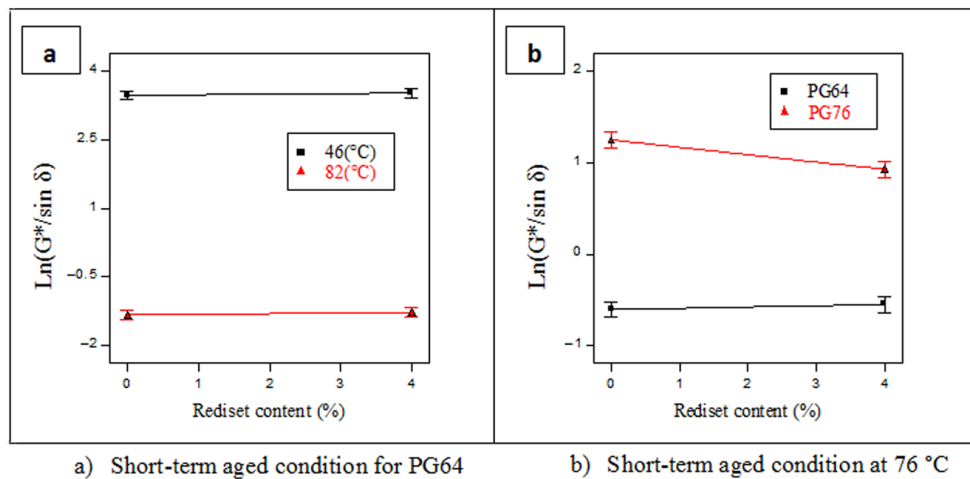 a
4
2.5
1
−0.5
−2
Ln(G*/sin δ)
46(°C)
82(°C)
0 1 2 3 4
Rediset content (%)
b
2
1
0
−1
Ln(G*/sin δ)
PG64
PG76
0 1 2 3 4
Rediset content (%)
a) Short-term aged condition for PG64
b) Short-term aged condition at 76 °C